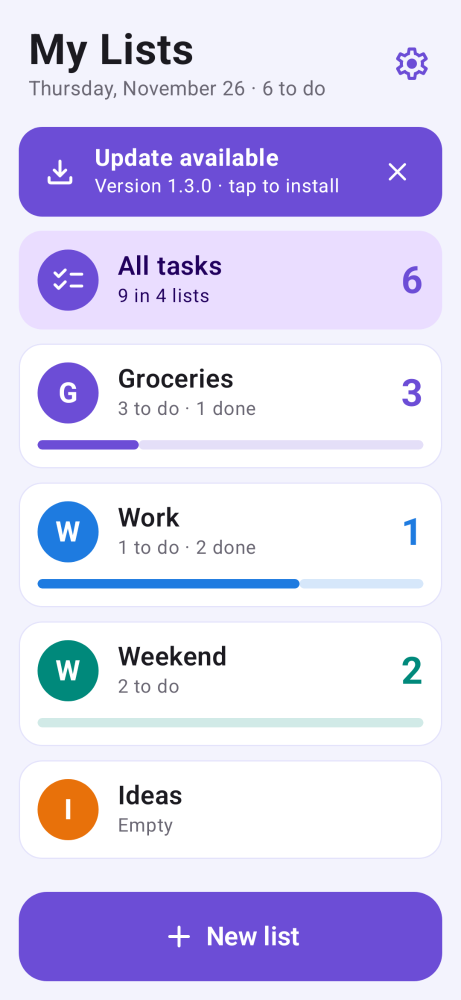 My Lists
Thursday, November 26 · 6 to do
Update available
Version 1.3.0 · tap to install
All tasks
9 in 4 lists
6
G
Groceries
3 to do · 1 done
3
W
Work
1 to do · 2 done
1
W
Weekend
2 to do
2
I
Ideas
Empty
New list